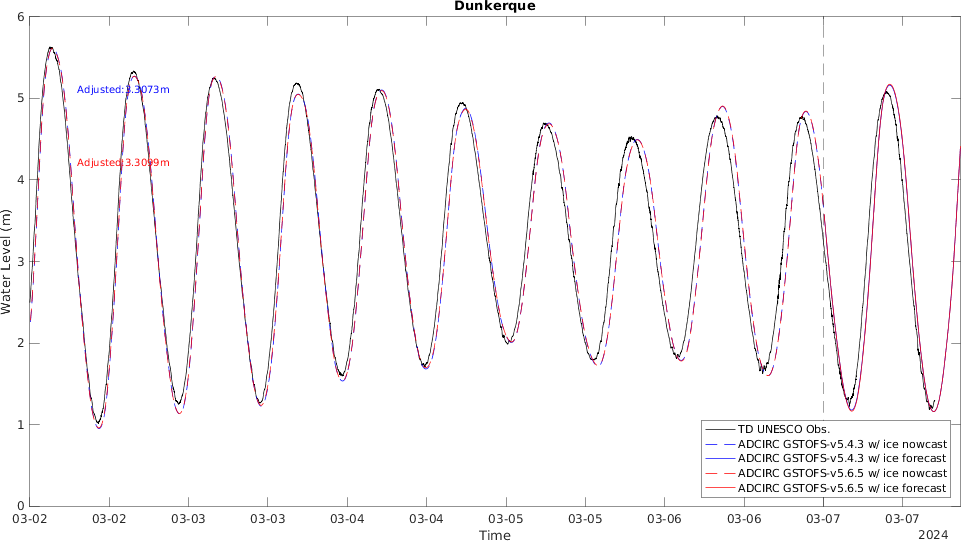 Dunkerque
6
5
4
3
2
1
0
Water Level (m)
Adjusted: 3.3073m
Adjusted: 3.3099m
TD UNESCO Obs.
ADCIRC GSTOFS-v5.4.3 w/ ice nowcast
ADCIRC GSTOFS-v5.4.3 w/ ice forecast
ADCIRC GSTOFS-v5.6.5 w/ ice nowcast
ADCIRC GSTOFS-v5.6.5 w/ ice forecast
03-02 03-02 03-03 03-03 03-04 03-04 03-05 03-05 03-06 03-06 03-07 03-07
Time
2024